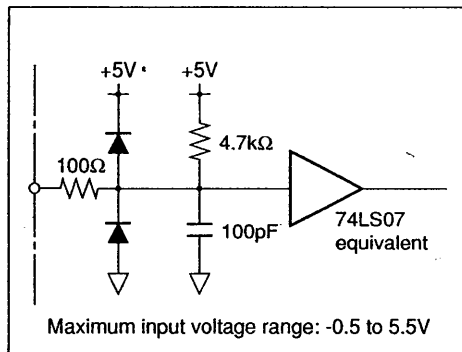 +5V
+5V
4.7kΩ
100Ω
100pF
74LS07
equivalent
Maximum input voltage range: -0.5 to 5.5V